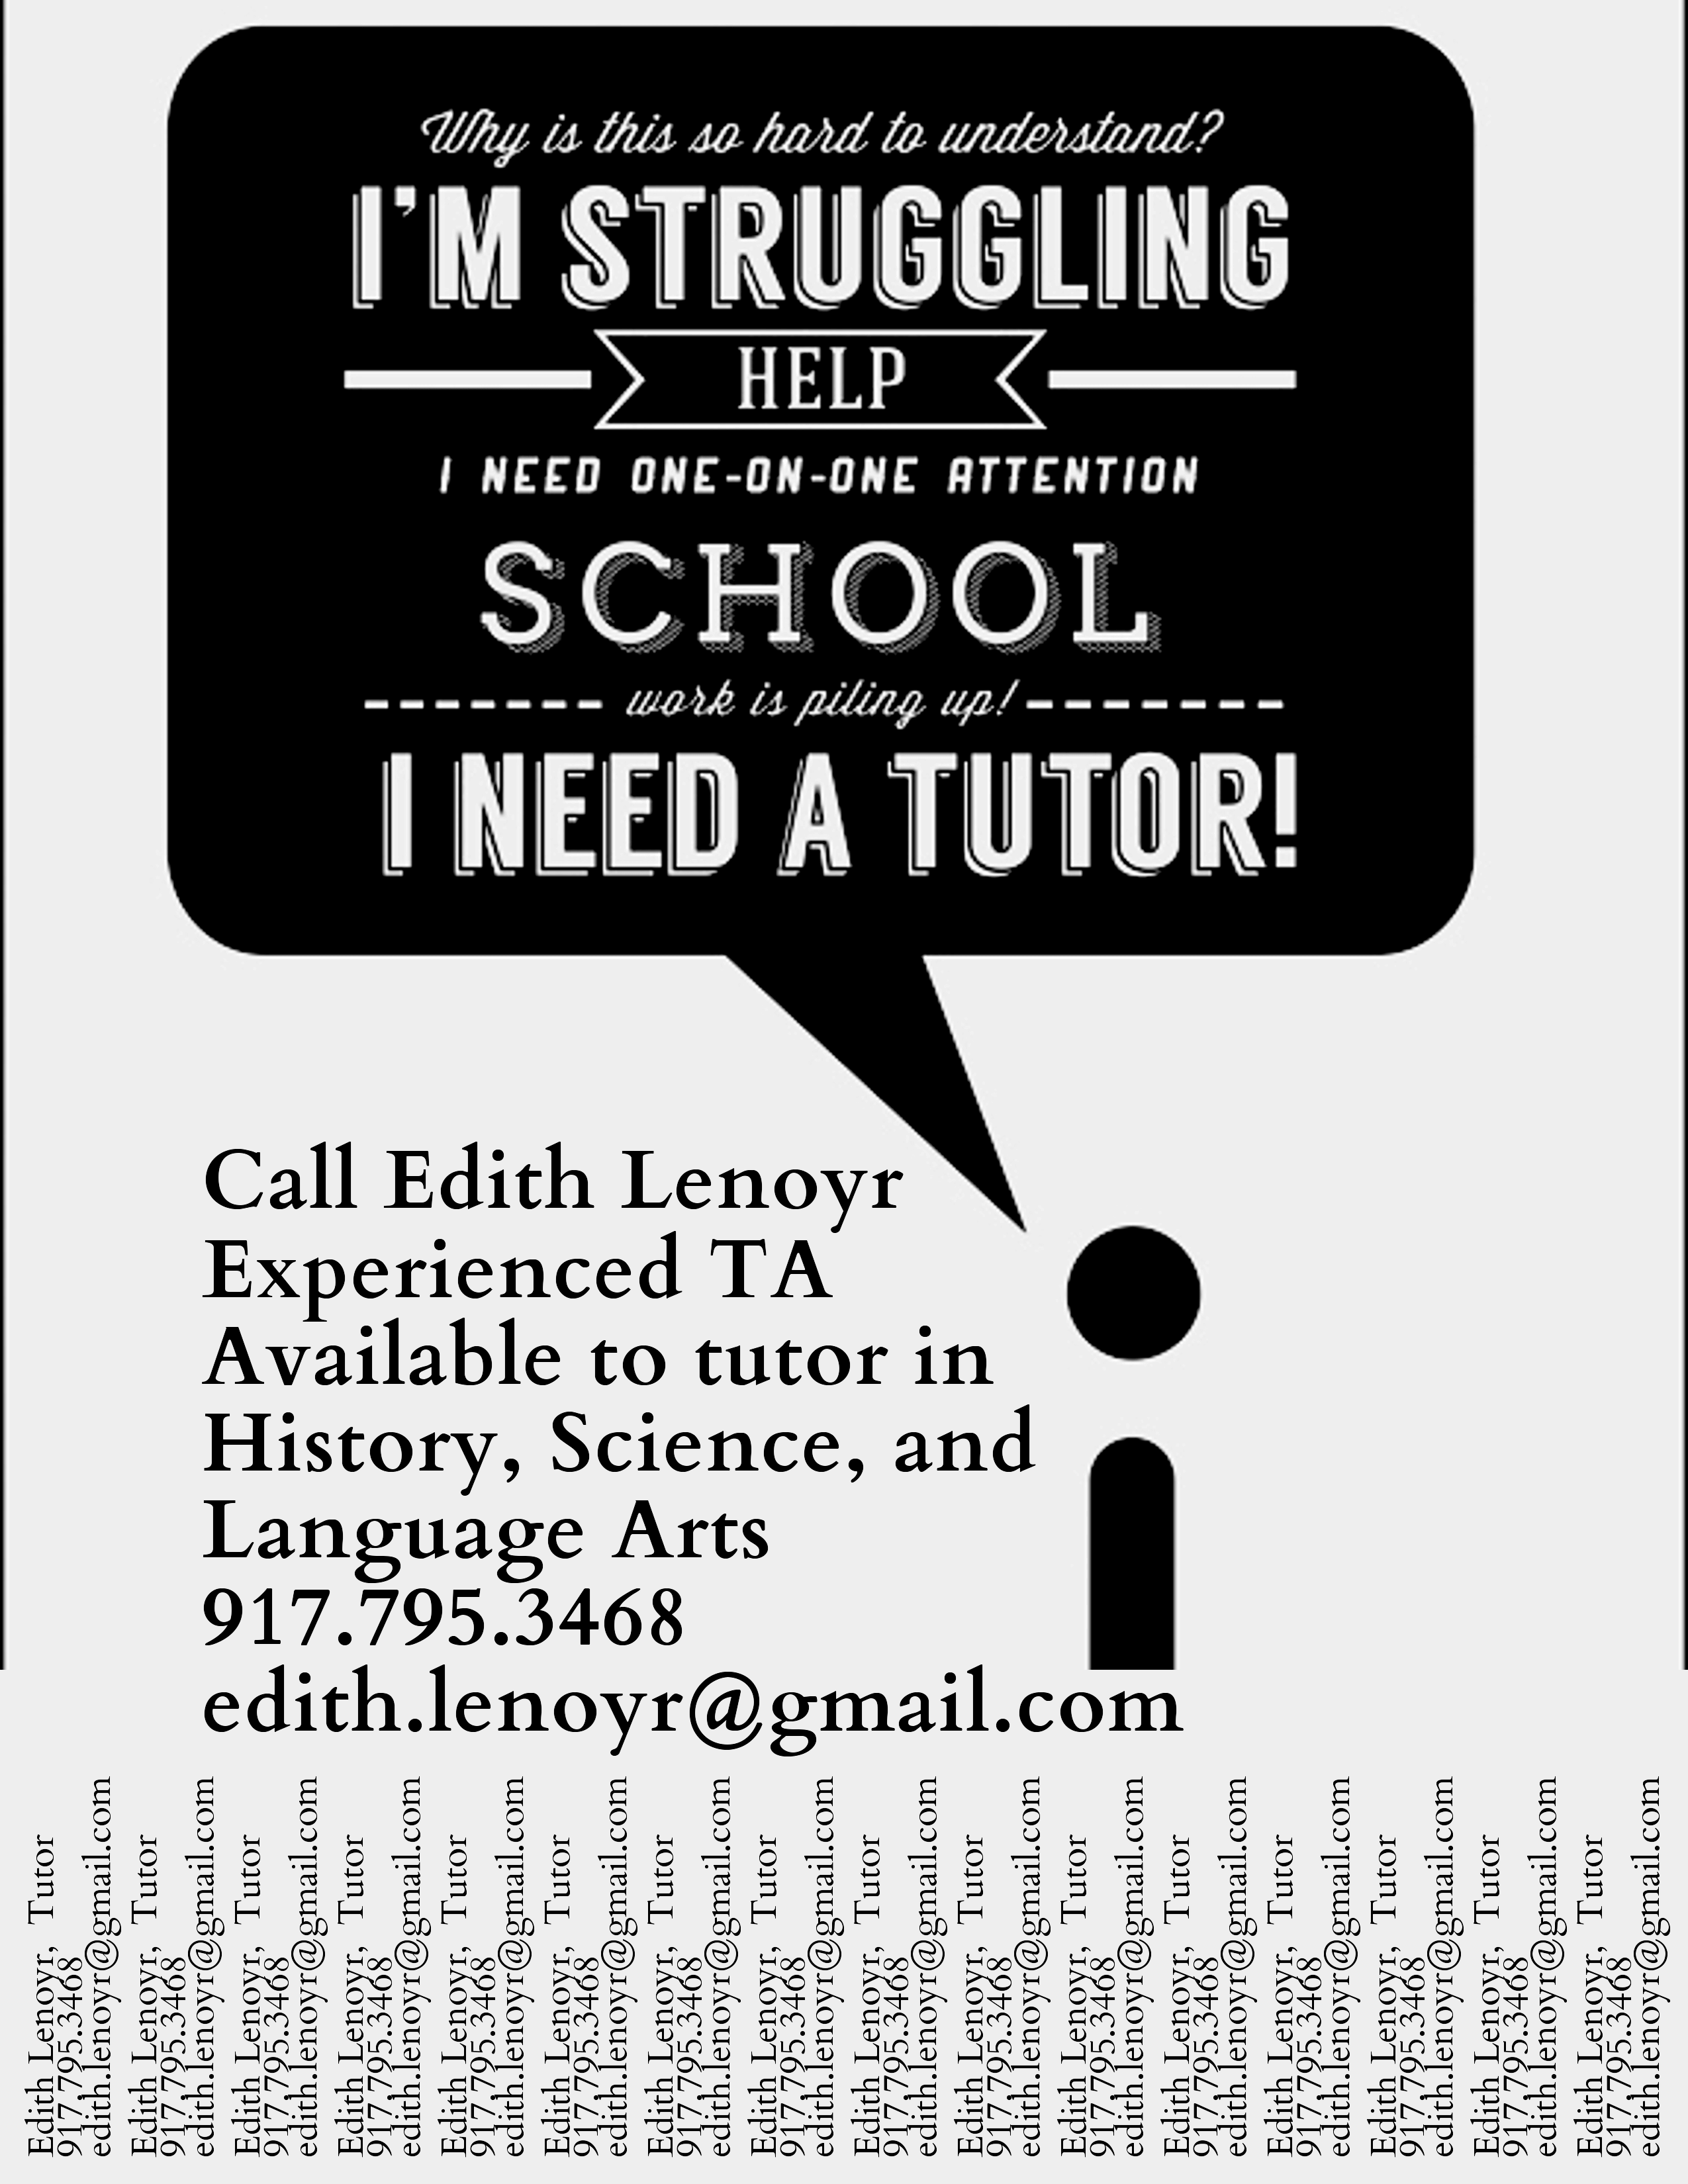 Why is this so hard to understand?
I'M STRUGGLING
HELP
I NEED ONE-ON-ONE ATTENTION
SCHOOL
work is piling up!
I NEED A TUTOR!
Call Edith Lenoyr
Experienced TA
Available to tutor in
History, Science, and
Language Arts
917.795.3468
edith.lenoyr@gmail.com
Edith Lenoyr, Tutor
917.795.3468
edith.lenoyr@gmail.com
Edith Lenoyr, Tutor
917.795.3468
edith.lenoyr@gmail.com
Edith Lenoyr, Tutor
917.795.3468
edith.lenoyr@gmail.com
Edith Lenoyr, Tutor
917.795.3468
edith.lenoyr@gmail.com
Edith Lenoyr, Tutor
917.795.3468
edith.lenoyr@gmail.com
Edith Lenoyr, Tutor
917.795.3468
edith.lenoyr@gmail.com
Edith Lenoyr, Tutor
917.795.3468
edith.lenoyr@gmail.com
Edith Lenoyr, Tutor
917.795.3468
edith.lenoyr@gmail.com
Edith Lenoyr, Tutor
917.795.3468
edith.lenoyr@gmail.com
Edith Lenoyr, Tutor
917.795.3468
edith.lenoyr@gmail.com
Edith Lenoyr, Tutor
917.795.3468
edith.lenoyr@gmail.com
Edith Lenoyr, Tutor
917.795.3468
edith.lenoyr@gmail.com
Edith Lenoyr, Tutor
917.795.3468
edith.lenoyr@gmail.com
Edith Lenoyr, Tutor
917.795.3468
edith.lenoyr@gmail.com
Edith Lenoyr, Tutor
917.795.3468
edith.lenoyr@gmail.com
Edith Lenoyr, Tutor
917.795.3468
edith.lenoyr@gmail.com